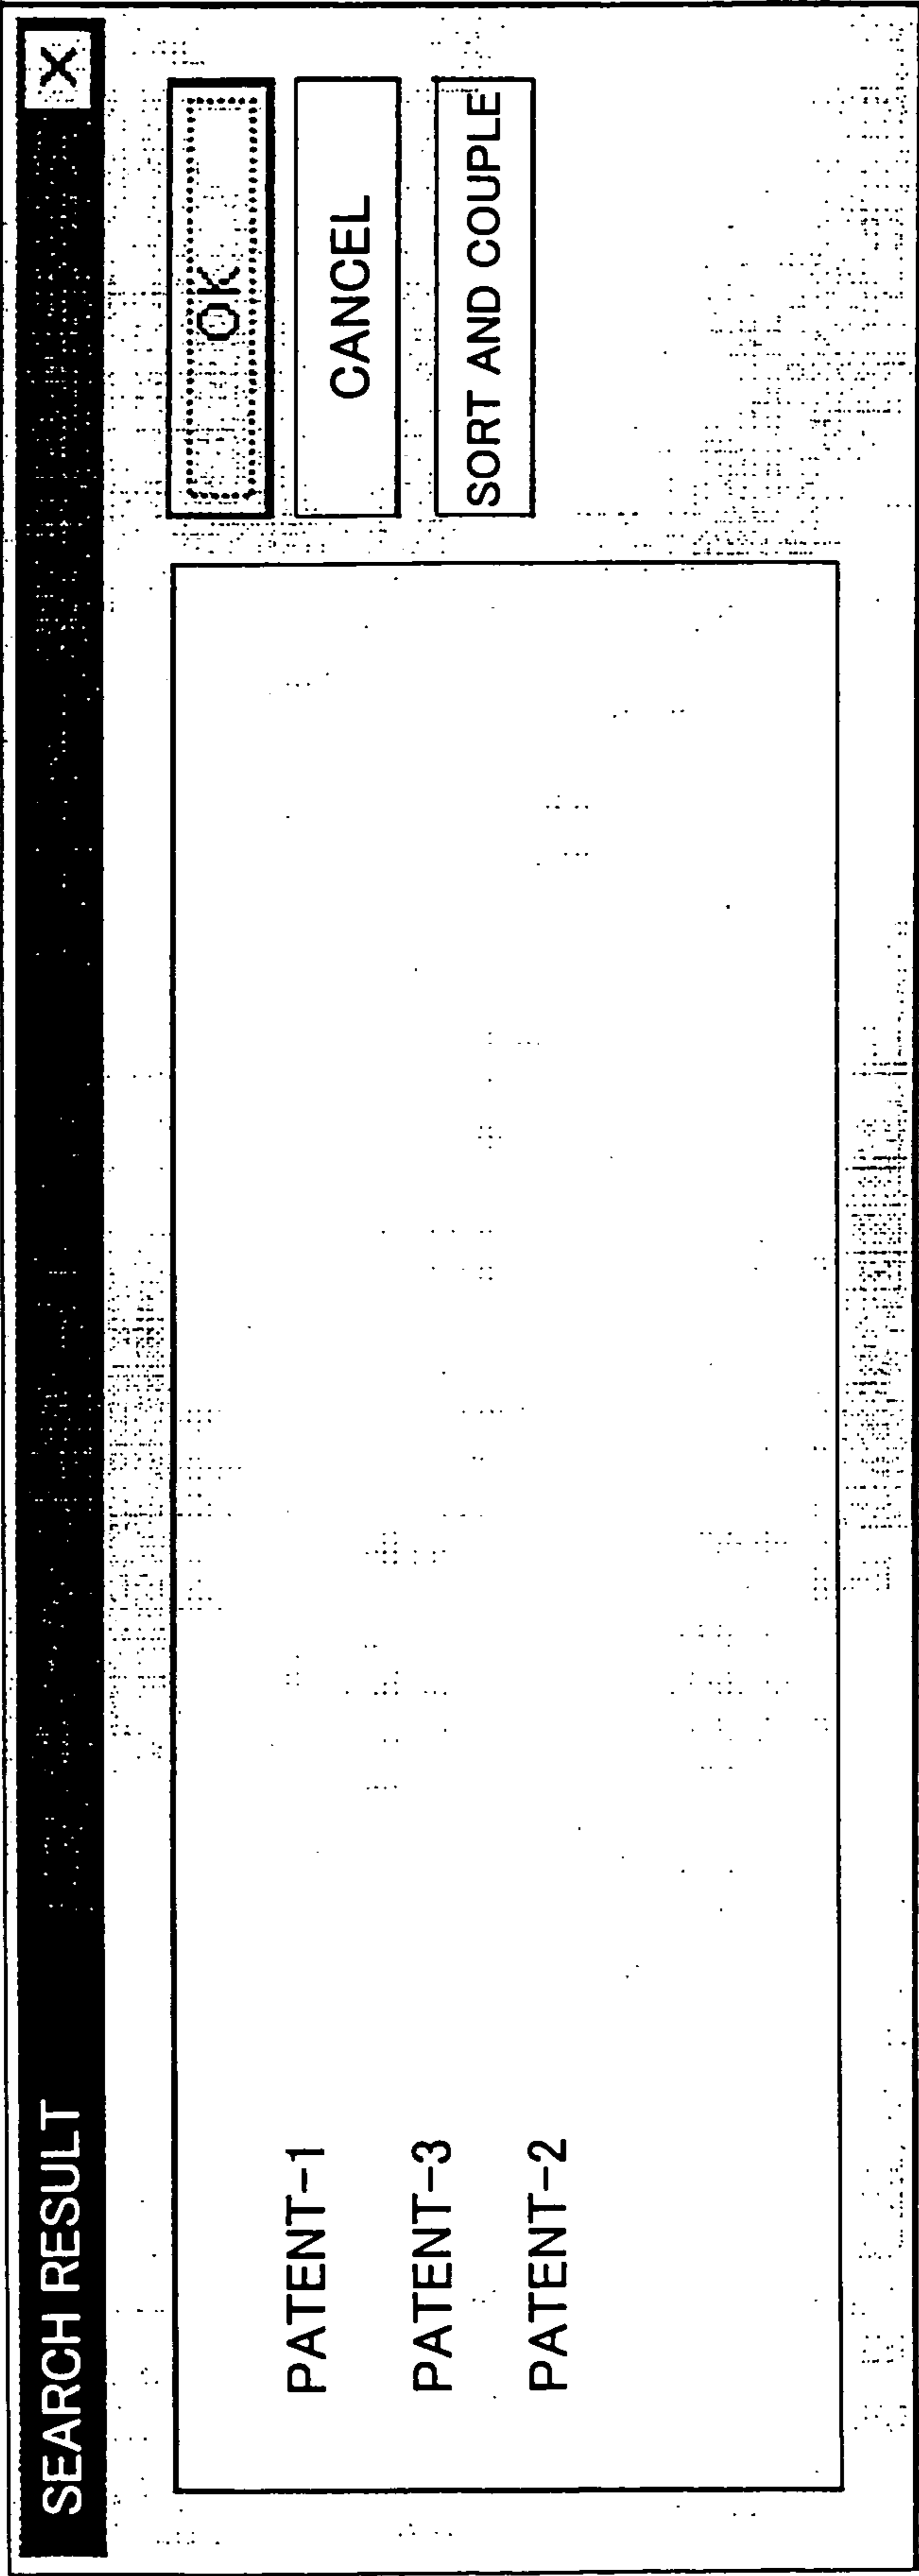 SEARCH RESULT
X
PATENT-1
PATENT-3
PATENT-2
OK
CANCEL
SORT AND COUPLE